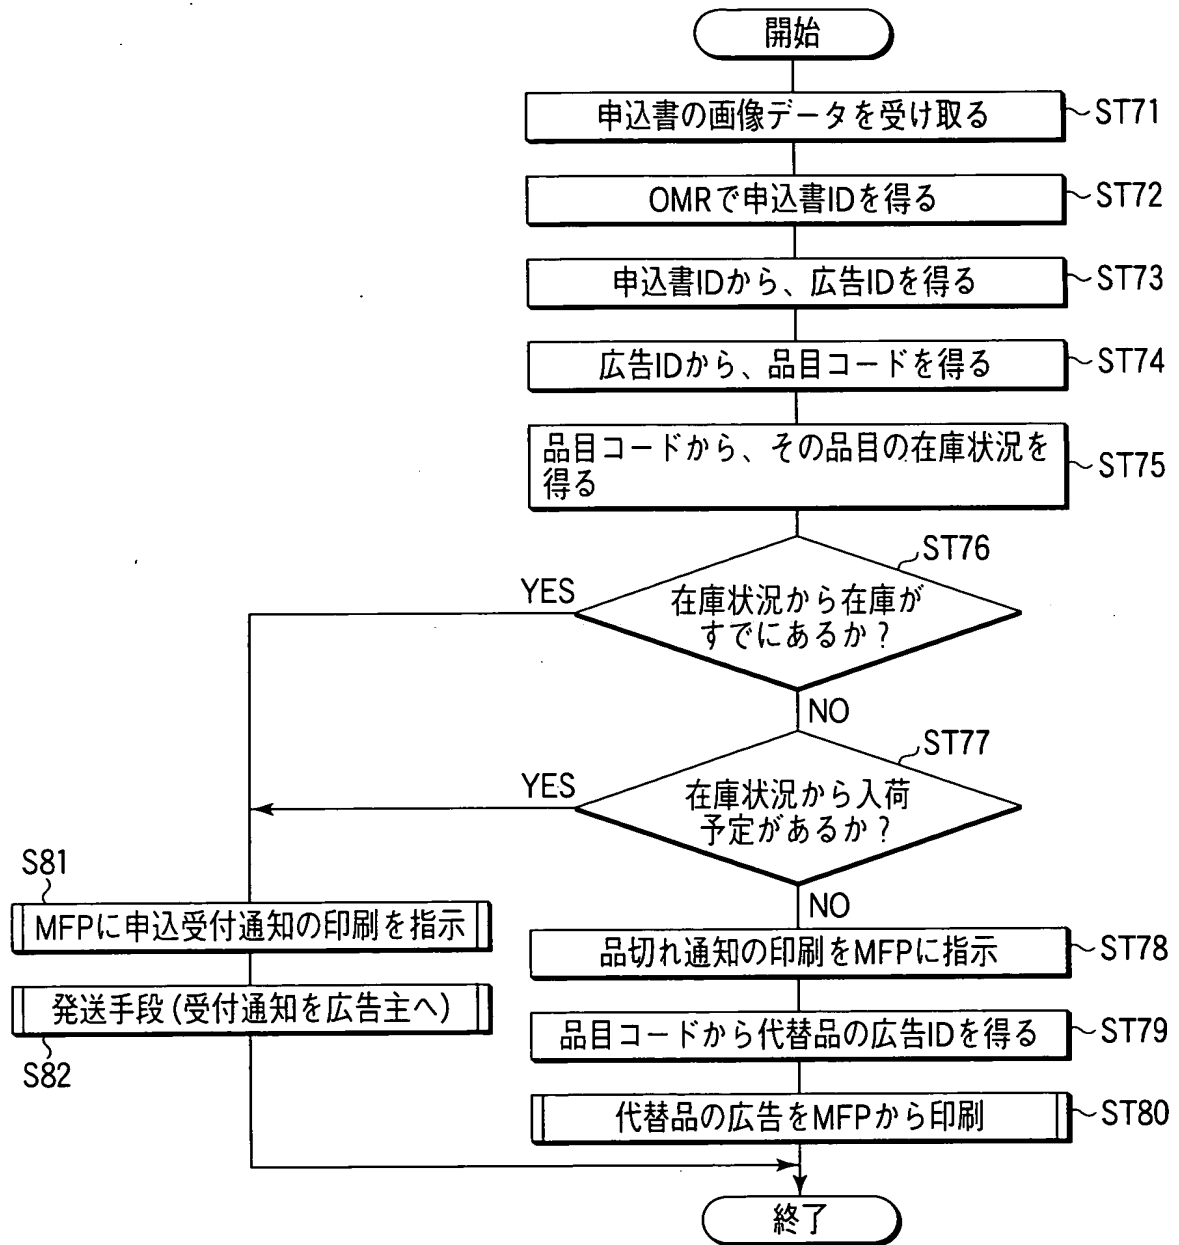 開始
申込書の画像データを受け取る
ST71
OMRで申込書IDを得る
ST72
申込書IDから、広告IDを得る
ST73
広告IDから、品目コードを得る
ST74
品目コードから、その品目の在庫状況を
得る
ST75
ST76
YES
在庫状況から在庫が
すでにあるか？
NO
ST77
YES
在庫状況から入荷
予定があるか？
NO
S81
MFPに申込受付通知の印刷を指示
発送手段(受付通知を広告主へ)
S82
品切れ通知の印刷をMFPに指示
ST78
品目コードから代替品の広告IDを得る
ST79
代替品の広告をMFPから印刷
ST80
終了